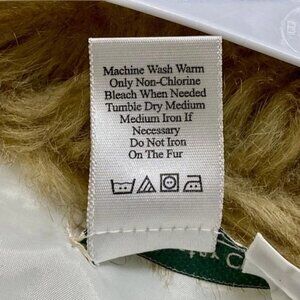 Machine Wash Warm
Only Non-Chlorine
Bleach When Needed
Tumble Dry Medium
Medium Iron If
Necessary
Do Not Iron
On The Fur